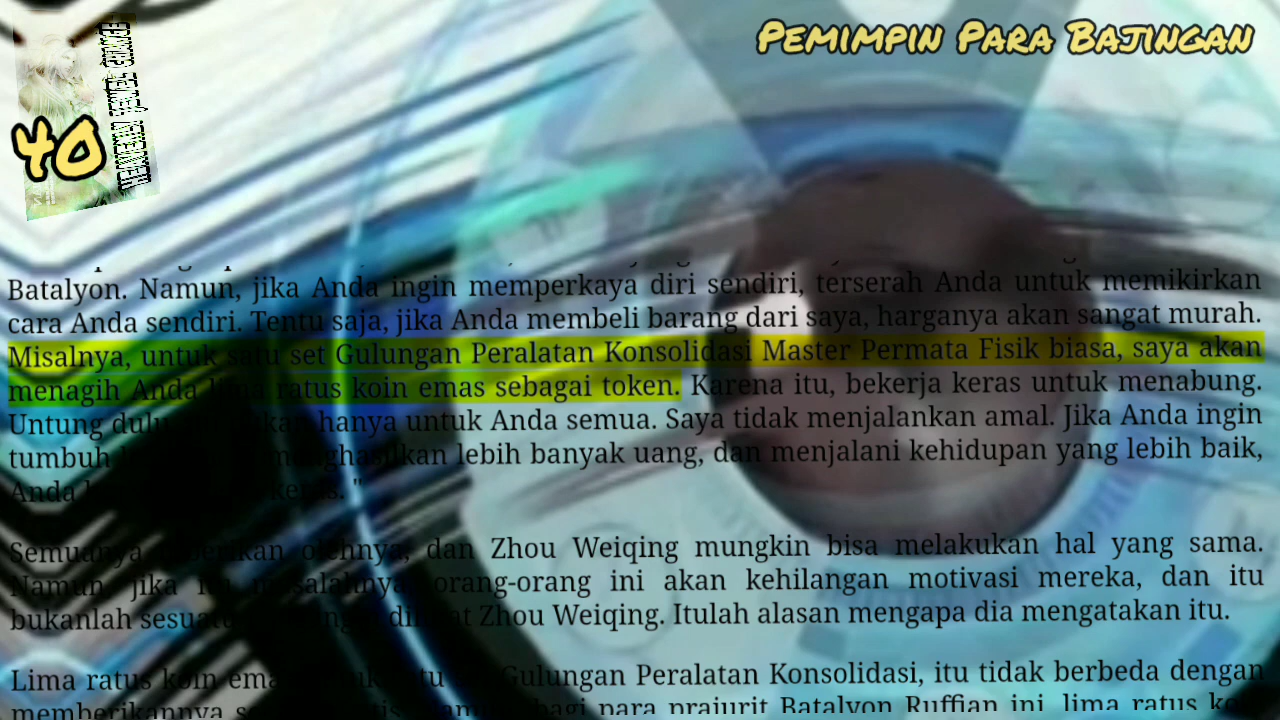 Pemimpin Para Bajingan
40
HEAVENLY JEWEL CHANGE
Batalyon. Namun, jika Anda ingin memperkaya diri sendiri, terserah Anda untuk memikirkan
cara Anda sendiri. Tentu saja, jika Anda membeli barang dari saya, harganya akan sangat murah.
Misalnya, untuk satu set Gulungan Peralatan Konsolidasi Master Permata Fisik biasa, saya akan
menagih Anda lima ratus koin emas sebagai token. Karena itu, bekerja keras untuk menabung.
Untung hanya untuk Anda semua. Saya tidak menjalankan amal. Jika Anda ingin
tumbuh lebih banyak uang, dan menjalani kehidupan yang lebih baik,
Anda "
Semuanya olehnya, dan Zhou Weiqing mungkin bisa melakukan hal yang sama.
Namun, jika orang-orang ini akan kehilangan motivasi mereka, dan itu
bukanlah Zhou Weiqing. Itulah alasan mengapa dia mengatakan itu.
Lima ratus koin Gulungan Peralatan Konsolidasi, itu tidak berbeda dengan
memberikannya para prajurit Batalyon Ruffian ini, lima ratus